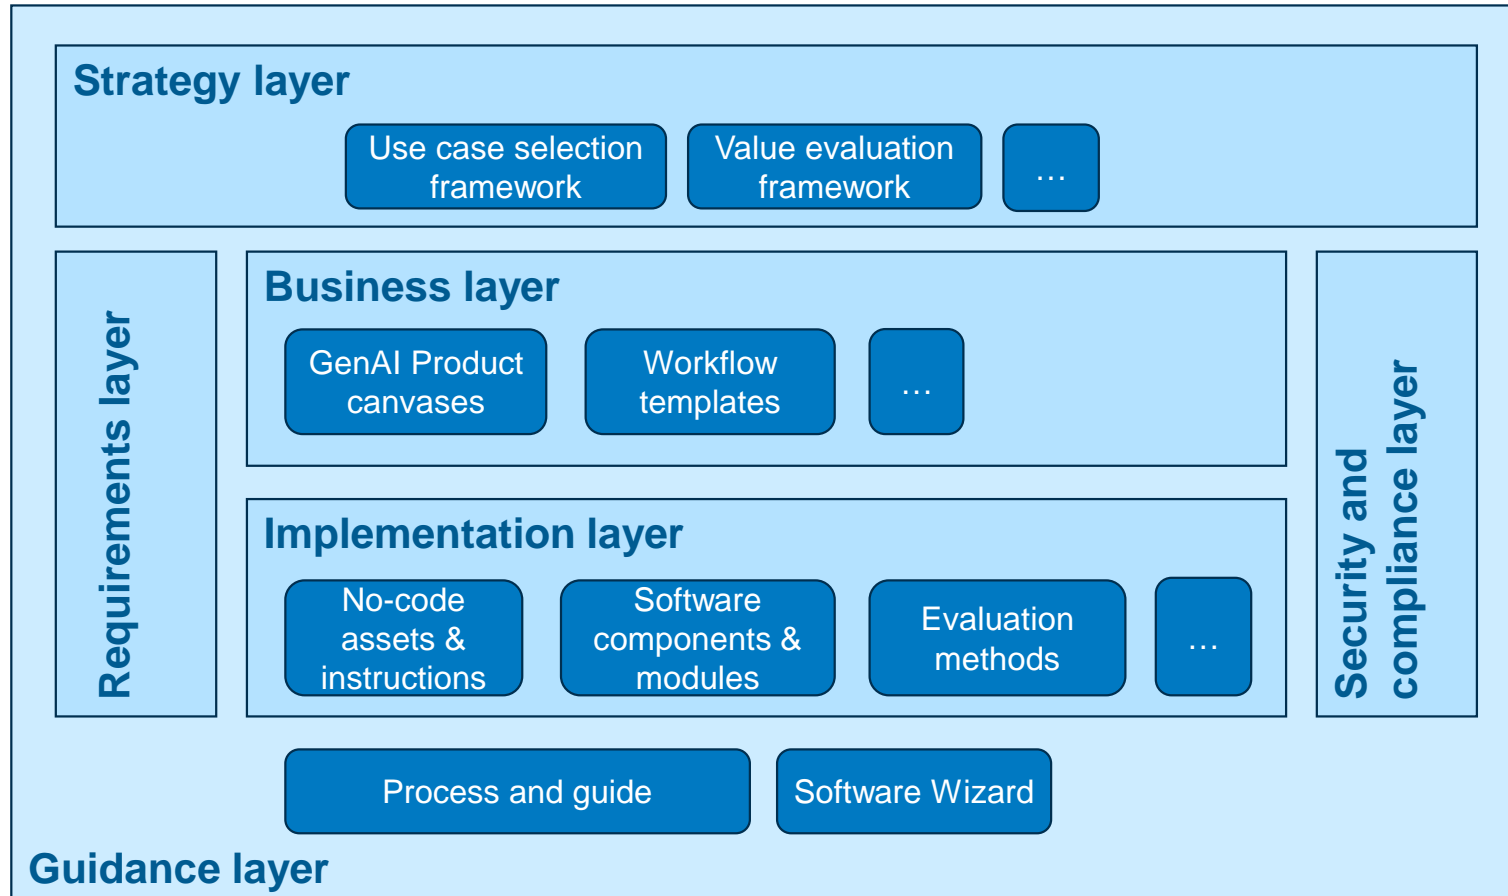 Strategy layer
Use case selection
framework
Value evaluation
framework
…
Requirements layer
Business layer
GenAI Product
canvases
Workflow
templates
…
Implementation layer
No-code
assets &
instructions
Software
components &
modules
Evaluation
methods
…
Security and
compliance layer
Process and guide
Software Wizard
Guidance layer